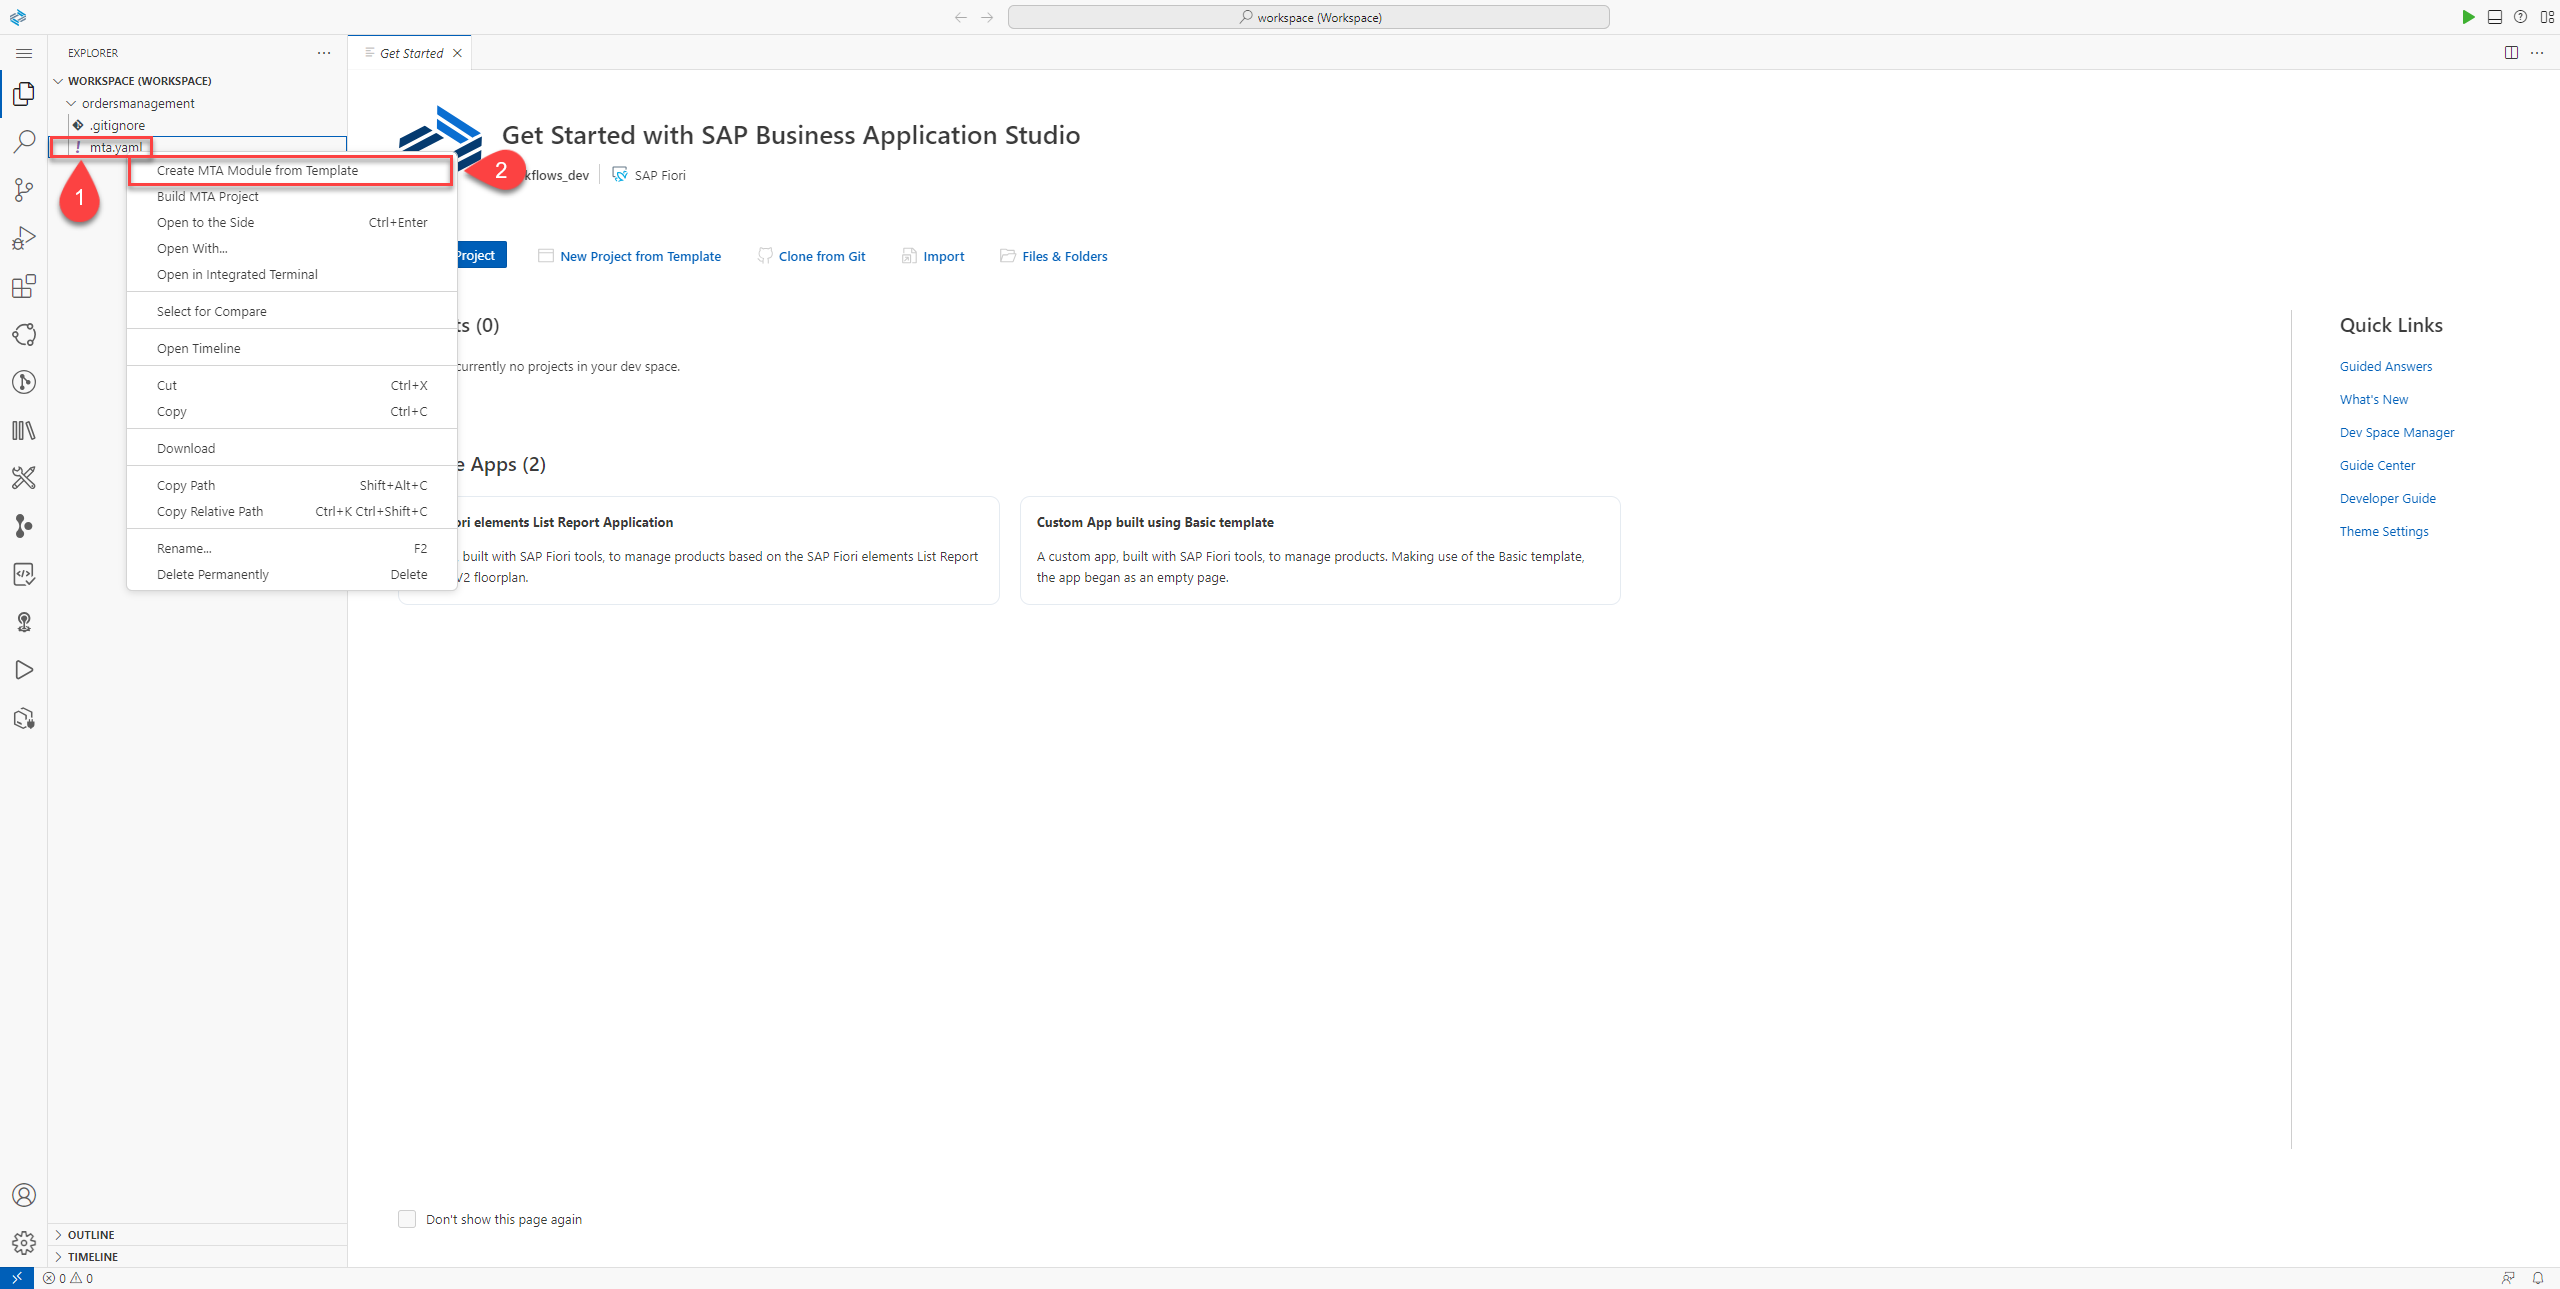 workspace (Workspace)
EXPLORER
Get Started
WORKSPACE (WORKSPACE)
ordersmanagement
.gitignore
mta.yaml
1
2
Create MTA Module from Template
Build MTA Project
Open to the Side Ctrl+Enter
Open With...
Open in Integrated Terminal
Select for Compare
Open Timeline
Cut Ctrl+X
Copy Ctrl+C
Download
Copy Path Shift+Alt+C
Copy Relative Path Ctrl+K Ctrl+Shift+C
Rename... F2
Delete Permanently Delete
Get Started with SAP Business Application Studio
kflows_dev SAP Fiori
Project
New Project from Template
Clone from Git
Import
Files & Folders
ts (0)
currently no projects in your dev space.
e Apps (2)
ori elements List Report Application
built with SAP Fiori tools, to manage products based on the SAP Fiori elements List Report
V2 floorplan.
Custom App built using Basic template
A custom app, built with SAP Fiori tools, to manage products. Making use of the Basic template,
the app began as an empty page.
Quick Links
Guided Answers
What's New
Dev Space Manager
Guide Center
Developer Guide
Theme Settings
Don't show this page again
OUTLINE
TIMELINE
0 0